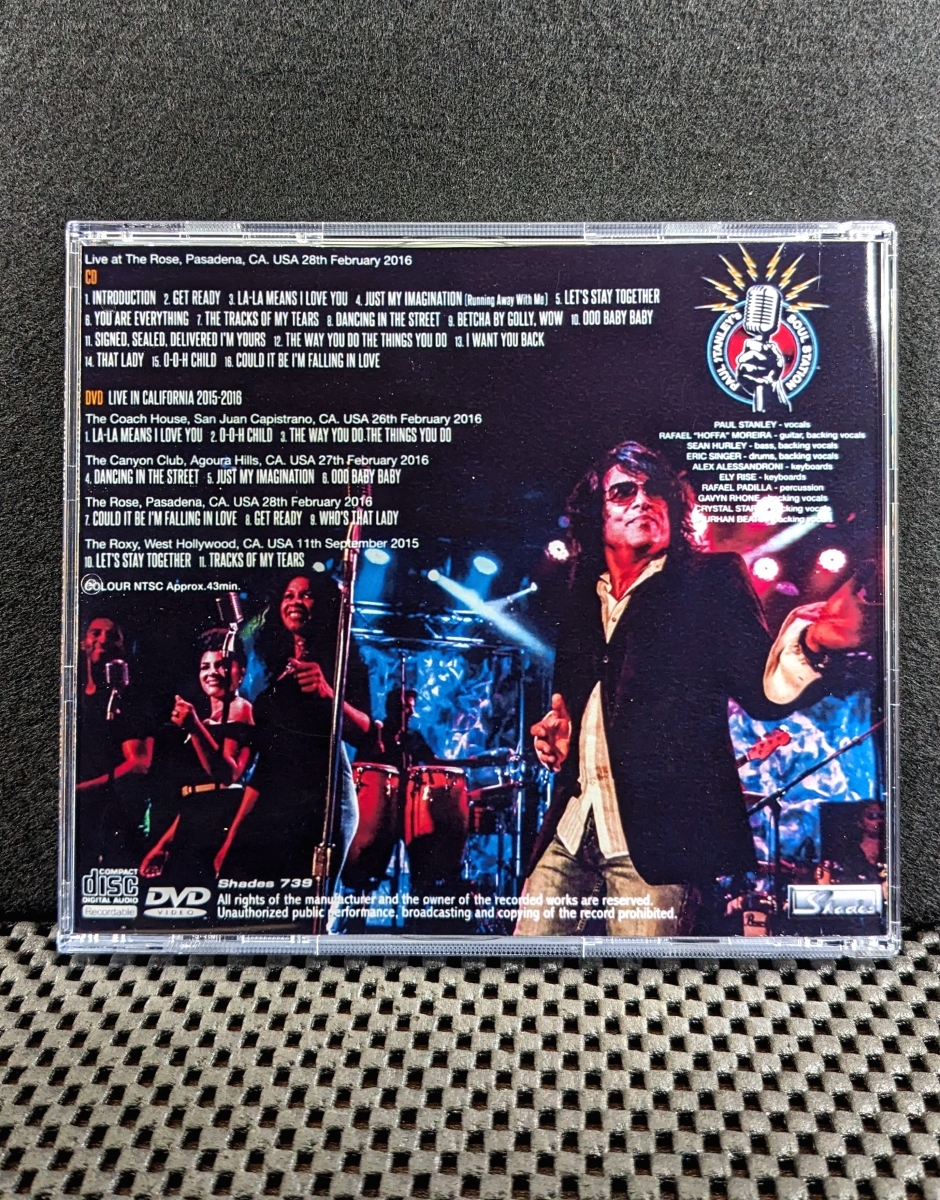 Live at The Rose, Pasadena, CA. USA 28th February 2016
CD
1. INTRODUCTION 2. GET READY 3. LA-LA MEANS I LOVE YOU 4. JUST MY IMAGINATION (Running Away With Me) 5. LET'S STAY TOGETHER
6. YOU ARE EVERYTHING 7. THE TRACKS OF MY TEARS 8. DANCING IN THE STREET 9. BETCHA BY GOLLY, WOW 10. OOO BABY BABY
11. SIGNED, SEALED, DELIVERED I'M YOURS 12. THE WAY YOU DO THE THINGS YOU DO 13. I WANT YOU BACK
14. THAT LADY 15. O-O-H CHILD 16. COULD IT BE I'M FALLING IN LOVE
DVD LIVE IN CALIFORNIA 2015-2016
The Coach House, San Juan Capistrano, CA. USA 26th February 2016
1. LA-LA MEANS I LOVE YOU 2. O-O-H CHILD 3. THE WAY YOU DO THE THINGS YOU DO
The Canyon Club, Agoura Hills, CA. USA 27th February 2016
4. DANCING IN THE STREET 5. JUST MY IMAGINATION 6. OOO BABY BABY
The Rose, Pasadena, CA. USA 28th February 2016
7. COULD IT BE I'M FALLING IN LOVE 8. GET READY 9. WHO'S THAT LADY
The Roxy, West Hollywood, CA. USA 11th September 2015
10. LET'S STAY TOGETHER 11. TRACKS OF MY TEARS
COLOUR NTSC Approx.43min.
PAUL STANLEY'S SOUL STATION
PAUL STANLEY - vocals
RAFAEL "HOFFA" MOREIRA - guitar, backing vocals
SEAN HURLEY - bass, backing vocals
ERIC SINGER - drums, backing vocals
ALEX ALESSANDRONI - keyboards
ELY RISE - keyboards
RAFAEL PADILLA - percussion
GAVYN RHONE - backing vocals
CRYSTAL - backing vocals
backing vocals
COMPACT
disc
DIGITAL AUDIO
Recordable
DVD
VIDEO
Shades 739
All rights of the manufacturer and the owner of the recorded works are reserved.
Unauthorized public performance, broadcasting and copying of the record prohibited.
Shades